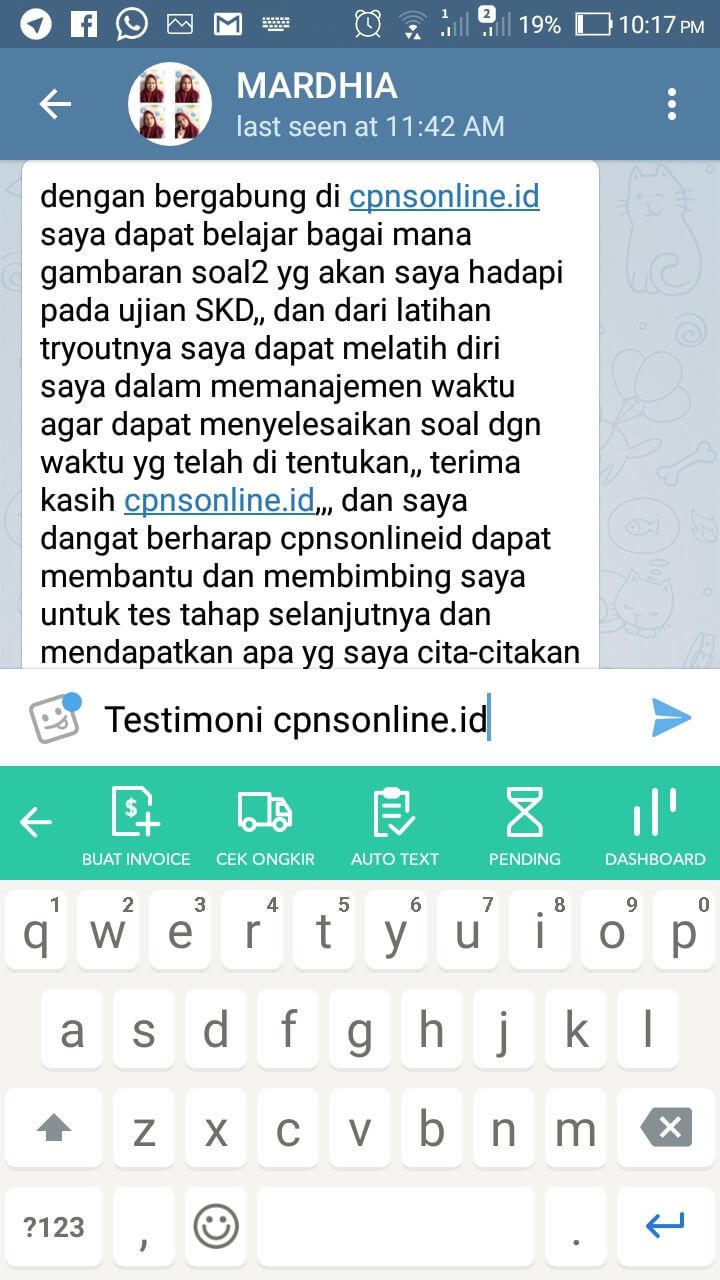 1 2 19% 10:17 PM
MARDHIA
last seen at 11:42 AM
dengan bergabung di cpnsonline.id
saya dapat belajar bagai mana
gambaran soal2 yg akan saya hadapi
pada ujian SKD,, dan dari latihan
tryoutnya saya dapat melatih diri
saya dalam memanajemen waktu
agar dapat menyelesaikan soal dgn
waktu yg telah di tentukan,, terima
kasih cpnsonline.id,,, dan saya
dangat berharap cpnsonlineid dapat
membantu dan membimbing saya
untuk tes tahap selanjutnya dan
mendapatkan apa yg saya cita-citakan
Testimoni cpnsonline.id
BUAT INVOICE CEK ONGKIR AUTO TEXT PENDING DASHBOARD
1 2 3 4 5 6 7 8 9 0
q w e r t y u i o p
a s d f g h j k l
z x c v b n m
?123 , .